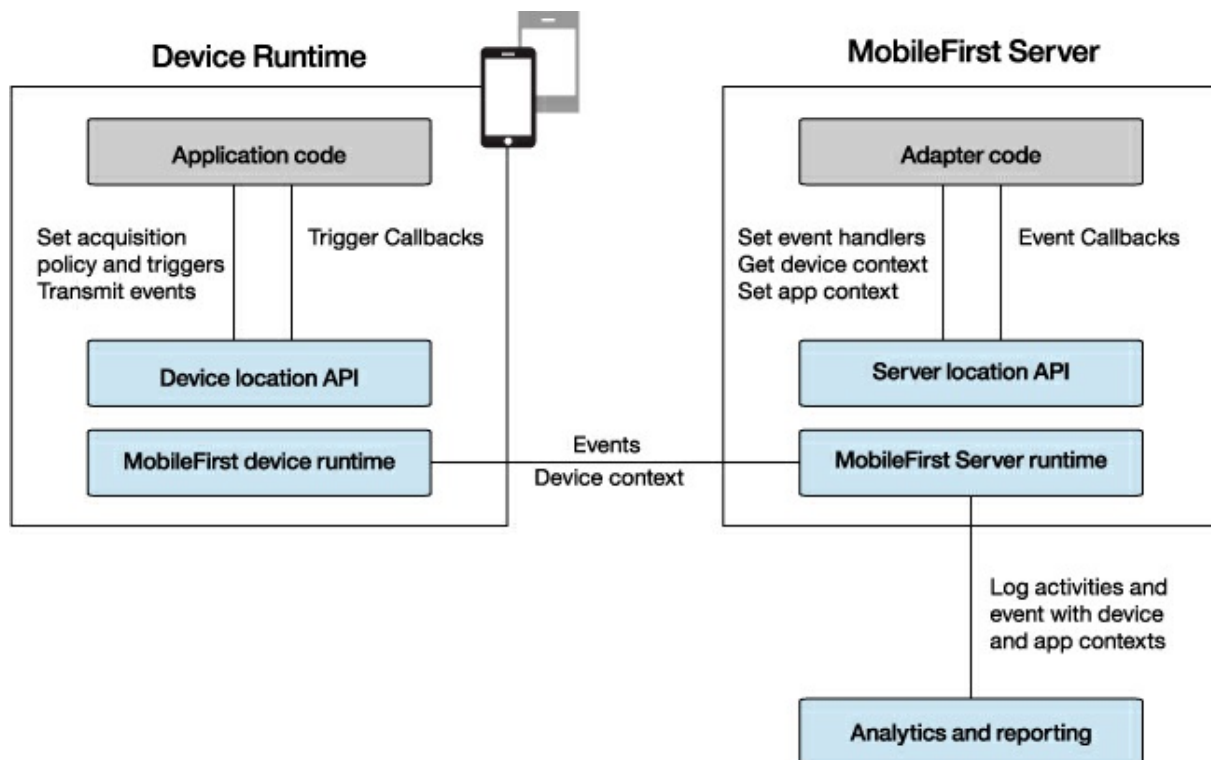 Device Runtime
MobileFirst Server
Application code
Set acquisition
policy and triggers
Transmit events
Trigger Callbacks
Device location API
MobileFirst device runtime
Events
Device context
Adapter code
Set event handlers
Get device context
Set app context
Event Callbacks
Server location API
MobileFirst Server runtime
Log activities and
event with device
and app contexts
Analytics and reporting